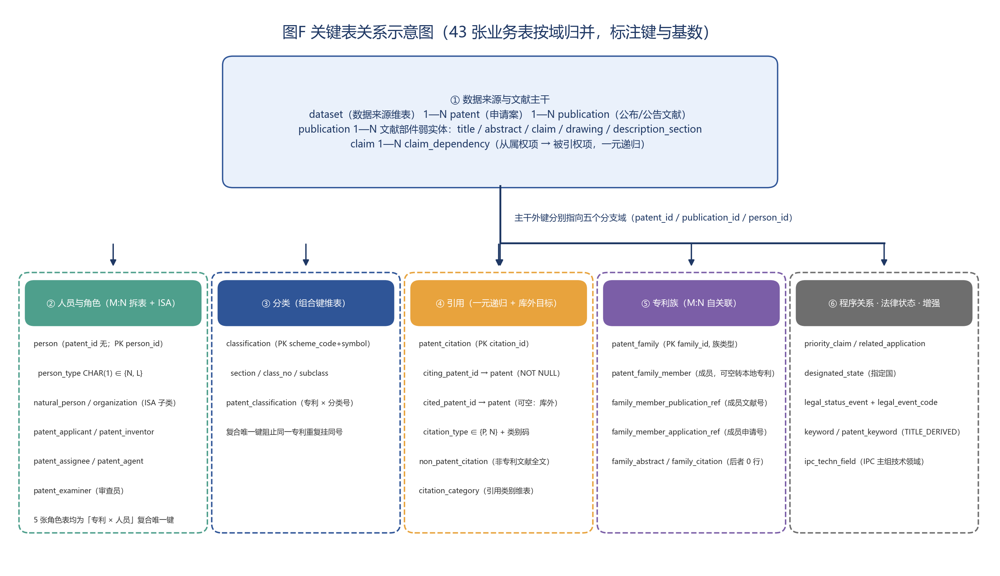 图F 关键表关系示意图（43 张业务表按域归并，标注键与基数）
① 数据来源与文献主干
dataset（数据来源维表） 1—N patent（申请案） 1—N publication（公布/公告文献）
publication 1—N 文献部件弱实体：title / abstract / claim / drawing / description_section
claim 1—N claim_dependency（从属权项 → 被引权项，一元递归）
主干外键分别指向五个分支域（patent_id / publication_id / person_id）
② 人员与角色（M:N 拆表 + ISA）
person（patent_id 无；PK person_id）
person_type CHAR(1) ∈ {N, L}
natural_person / organization（ISA 子类）
patent_applicant / patent_inventor
patent_assignee / patent_agent
patent_examiner（审查员）
5 张角色表均为「专利 × 人员」复合唯一键
③ 分类（组合键维表）
classification（PK scheme_code+symbol）
section / class_no / subclass
patent_classification（专利 × 分类号）
复合唯一键阻止同一专利重复挂同号
④ 引用（一元递归 + 库外目标）
patent_citation（PK citation_id）
citing_patent_id → patent（NOT NULL）
cited_patent_id → patent（可空：库外）
citation_type ∈ {P, N} + 类别码
non_patent_citation（非专利文献全文）
citation_category（引用类别维表）
⑤ 专利族（M:N 自关联）
patent_family（PK family_id, 族类型）
patent_family_member（成员，可空转本地专利）
family_member_publication_ref（成员文献号）
family_member_application_ref（成员申请号）
family_abstract / family_citation（后者 0 行）
⑥ 程序关系 · 法律状态 · 增强
priority_claim / related_application
designated_state（指定国）
legal_status_event + legal_event_code
keyword / patent_keyword（TITLE_DERIVED）
ipc_techn_field（IPC 主组技术领域）